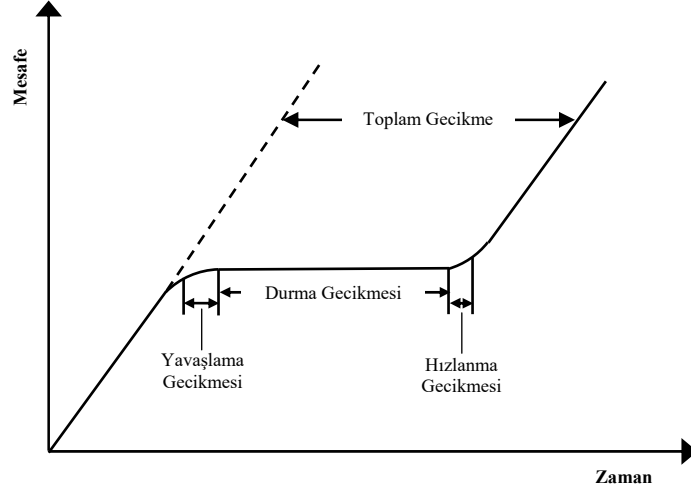 Mesafe
Toplam Gecikme
Durma Gecikmesi
Yavaşlama
Gecikmesi
Hızlanma
Gecikmesi
Zaman